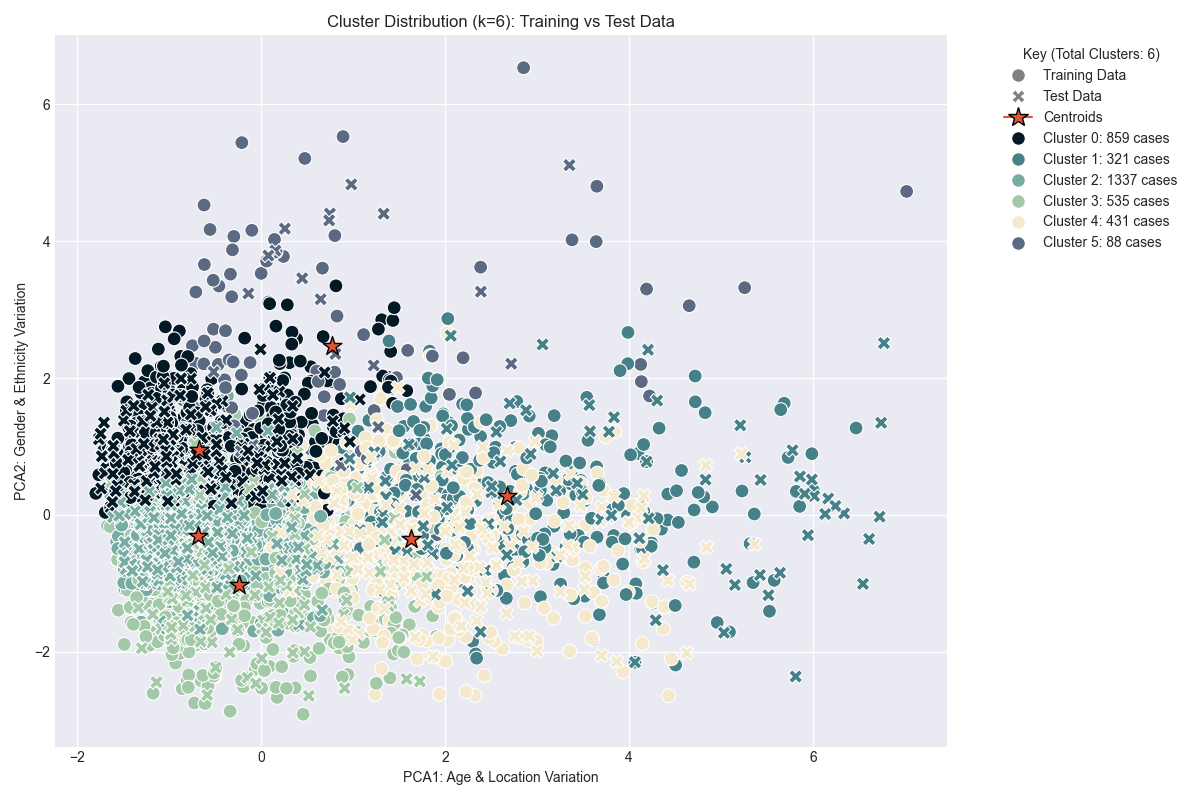 Cluster Distribution (k=6): Training vs Test Data
Key (Total Clusters: 6)
Training Data
Test Data
Centroids
Cluster 0: 859 cases
Cluster 1: 321 cases
Cluster 2: 1337 cases
Cluster 3: 535 cases
Cluster 4: 431 cases
Cluster 5: 88 cases
PCA2: Gender & Ethnicity Variation
6
4
2
0
−2
−2 0 2 4 6
PCA1: Age & Location Variation